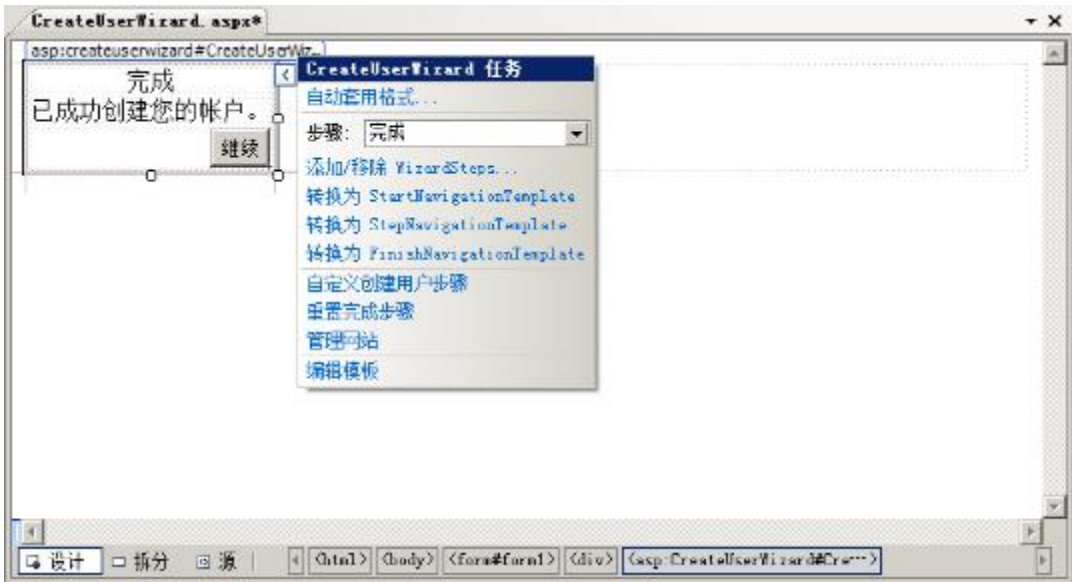 CreateUserWizard.aspx*
asp:createuserwizard#CreateUserWiz..
完成
已成功创建您的帐户。
继续
CreateUserWizard 任务
自动套用格式...
步骤: 完成
添加/移除 WizardSteps...
转换为 StartNavigationTemplate
转换为 StepNavigationTemplate
转换为 FinishNavigationTemplate
自定义创建用户步骤
重置完成步骤
管理网站
编辑模板
设计 拆分 源 <html> <body> <form#form1> <div> <asp:CreateUserWizard#Cre...>